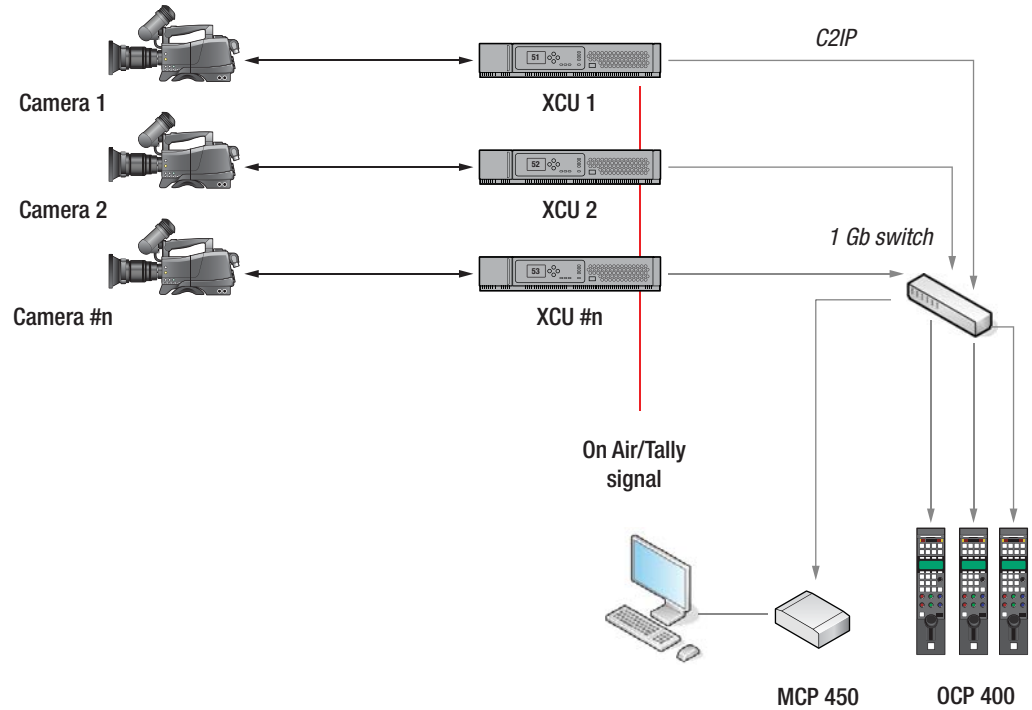 51
C2IP
Camera 1
XCU 1
52
Camera 2
XCU 2
1 Gb switch
53
Camera #n
XCU #n
On Air/Tally
signal
MCP 450
OCP 400